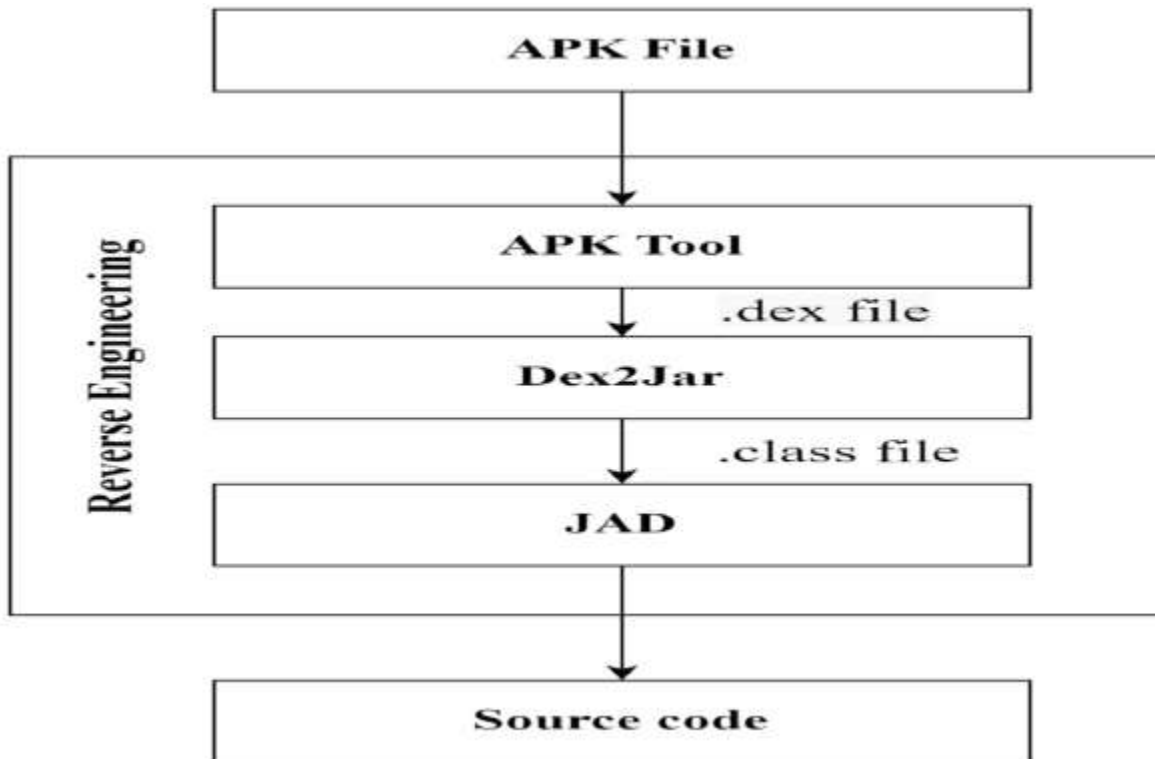 APK File
Reverse Engineering
APK Tool
.dex file
Dex2Jar
.class file
JAD
Source code